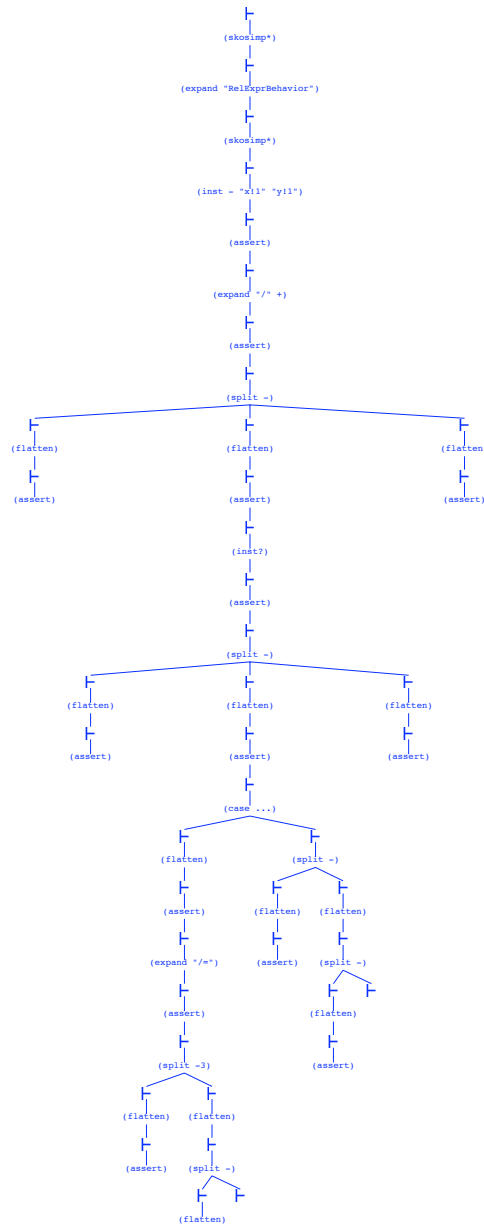 (skosimp*)
(expand "RelExprBehavior")
(skosimp*)
(inst - "x!1" "y!1")
(assert)
(expand "/" +)
(assert)
(split -)
(flatten) (flatten) (flatten
(assert) (assert) (assert)
(inst?)
(assert)
(split -)
(flatten) (flatten) (flatten)
(assert) (assert) (assert)
(case ...)
(flatten) (split -)
(assert) (flatten) (flatten)
(expand "/=") (assert) (split -)
(assert) (flatten)
(split -3) (assert)
(flatten) (flatten)
(assert) (split -)
(flatten)